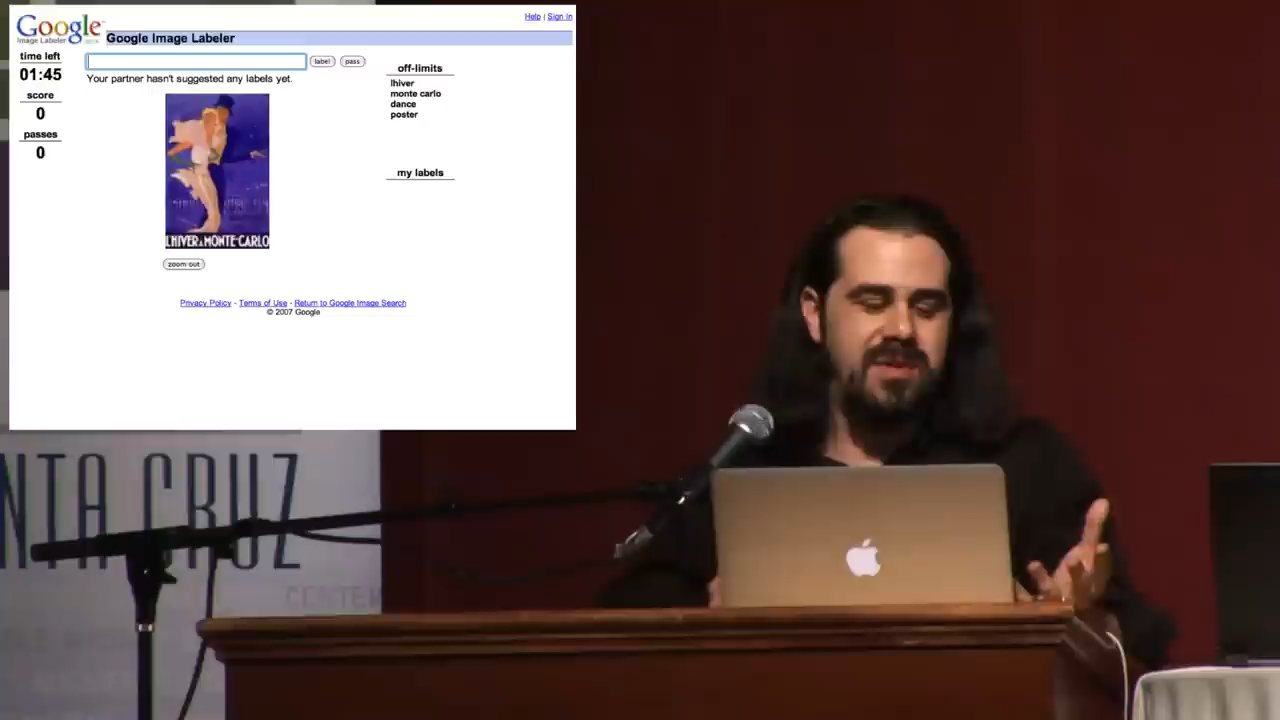 Google
Image Labeler BETA
Help | Sign In
Google Image Labeler
time left
01:45
score
0
passes
0
label
pass
Your partner hasn't suggested any labels yet.
off-limits
lhiver
monte carlo
dance
poster
my labels
L'HIVER À MONTE-CARLO
zoom out
Privacy Policy - Terms of Use - Return to Google Image Search
© 2007 Google
NTA CRUZ
CENTER